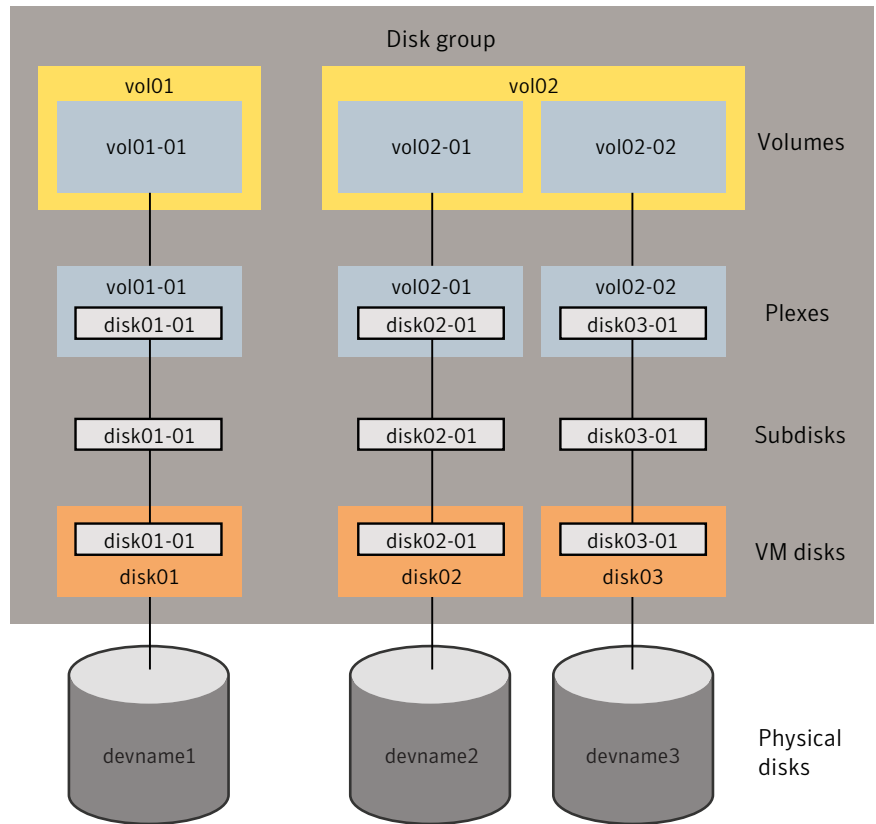 Disk group
vol01
vol02
vol01-01
vol02-01
vol02-02
Volumes
vol01-01
vol02-01
vol02-02
Plexes
disk01-01
disk02-01
disk03-01
disk01-01
disk02-01
disk03-01
Subdisks
disk01-01
disk02-01
disk03-01
VM disks
disk01
disk02
disk03
devname1
devname2
devname3
Physical
disks